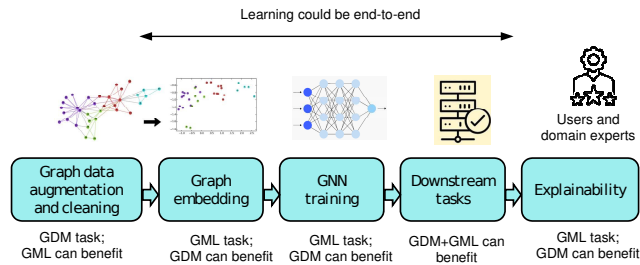 Learning could be end-to-end
Users and
domain experts
Graph data
augmentation
and cleaning
Graph
embedding
GNN
training
Downstream
tasks
Explainability
GDM task;
GML can benefit
GML task;
GDM can benefit
GML task;
GDM can benefit
GDM+GML can
benefit
GML task;
GDM can benefit